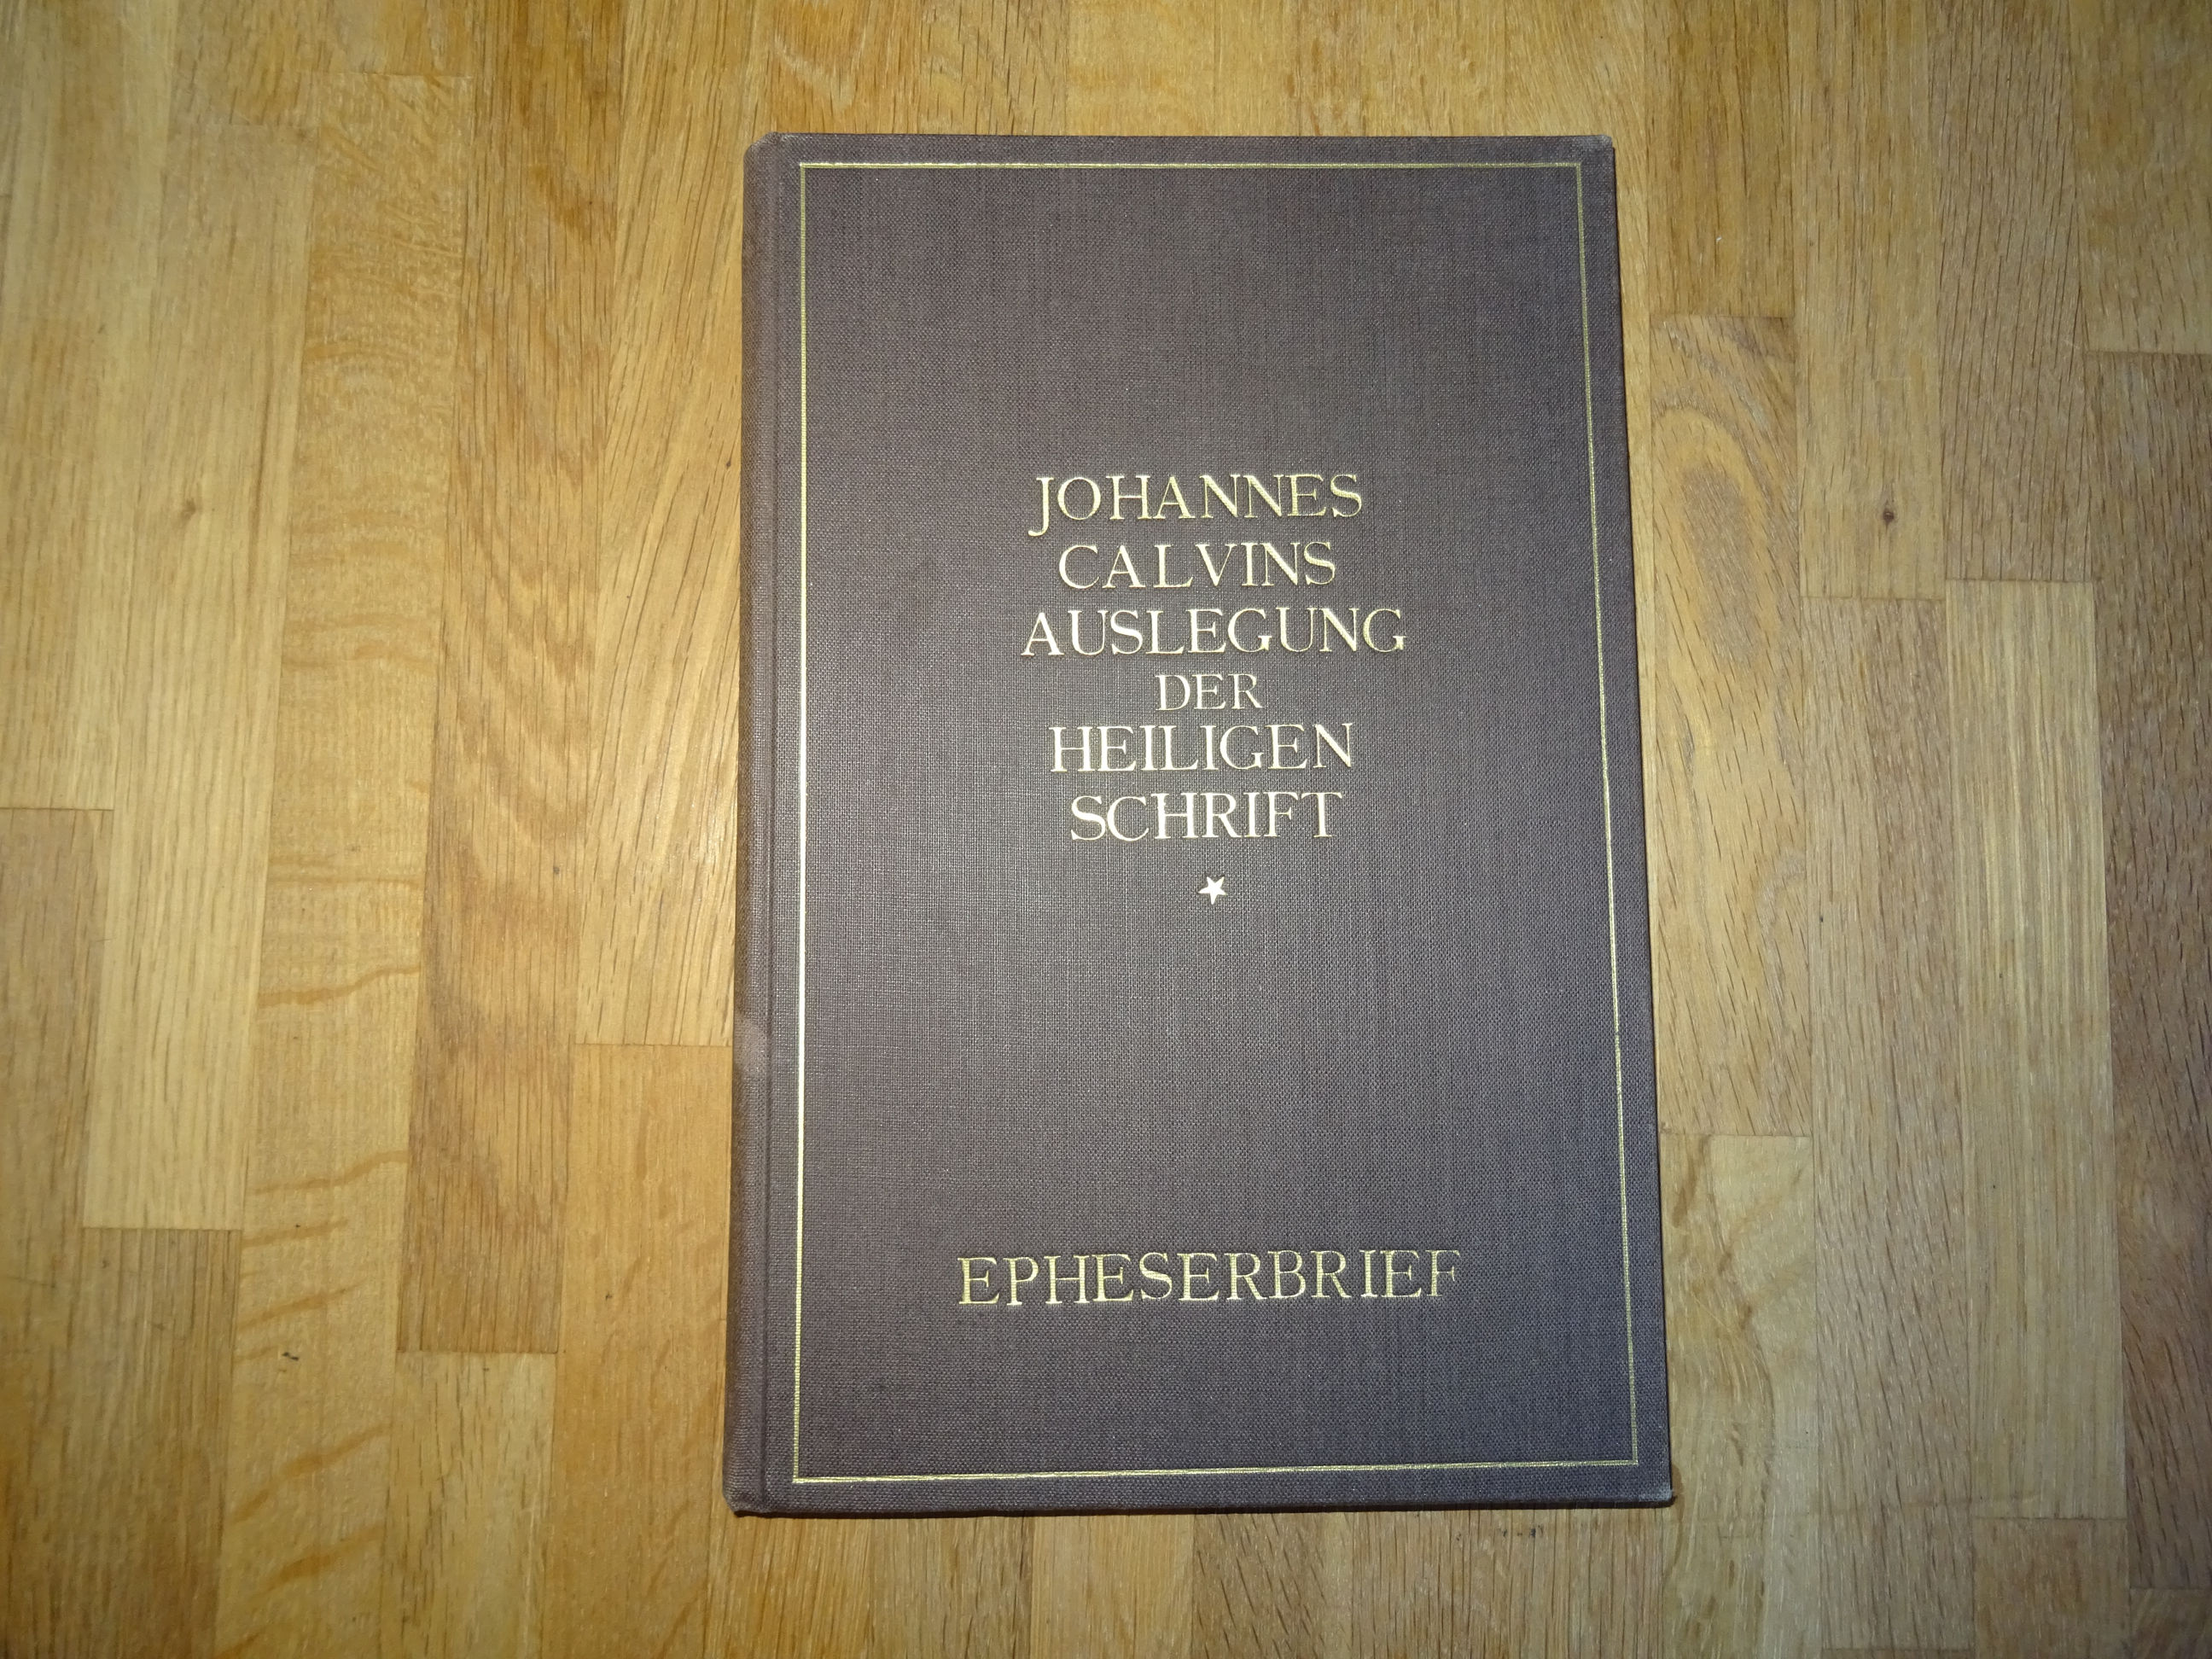 JOHANNES
CALVINS
AUSLEGUNG
DER
HEILIGEN
SCHRIFT
EPHESERBRIEF